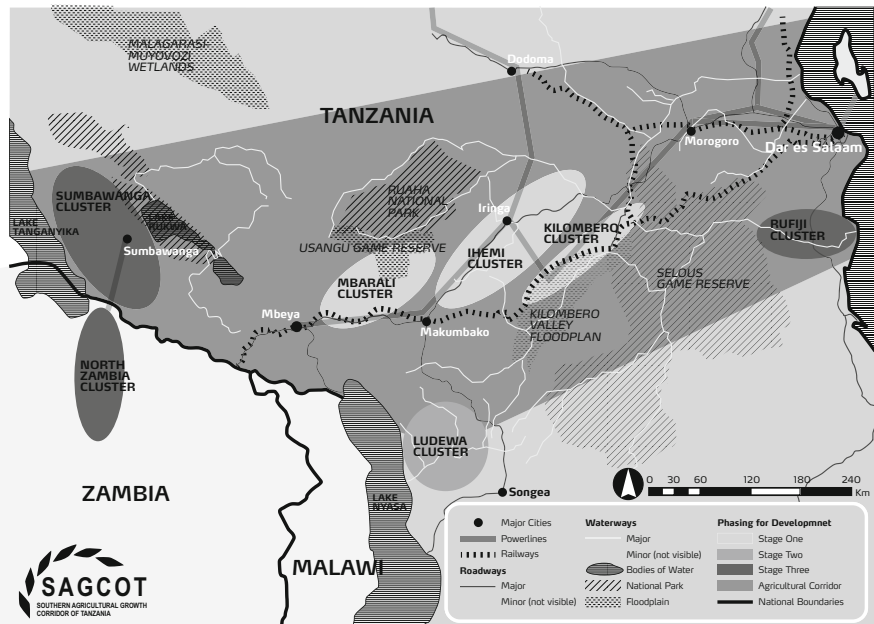 MALAGARASI-
MUYOVOZI
WETLANDS
Dodoma
TANZANIA
Morogoro
Dar es Salaam
SUMBAWANGA
CLUSTER
LAKE
RUKWA
LAKE
TANGANYIKA
Sumbawanga
RUAHA
NATIONAL
PARK
Iringa
USANGU GAME RESERVE
KILOMBERO
CLUSTER
RUFIJI
CLUSTER
IHEMI
CLUSTER
MBARALI
CLUSTER
SELOUS
GAME RESERVE
Mbeya
Makumbako
KILOMBERO
VALLEY
FLOODPLAN
NORTH
ZAMBIA
CLUSTER
LUDEWA
CLUSTER
ZAMBIA
LAKE
NYASA
Songea
MALAWI
0 30 60 120 180 240
Km
Major Cities
Powerlines
Railways
Roadways
Major
Minor (not visible)
Waterways
Major
Minor (not visible)
Bodies of Water
National Park
Floodplain
Phasing for Developmnet
Stage One
Stage Two
Stage Three
Agricultural Corridor
National Boundaries
SAGCOT
SOUTHERN AGRICULTURAL GROWTH
CORRIDOR OF TANZANIA